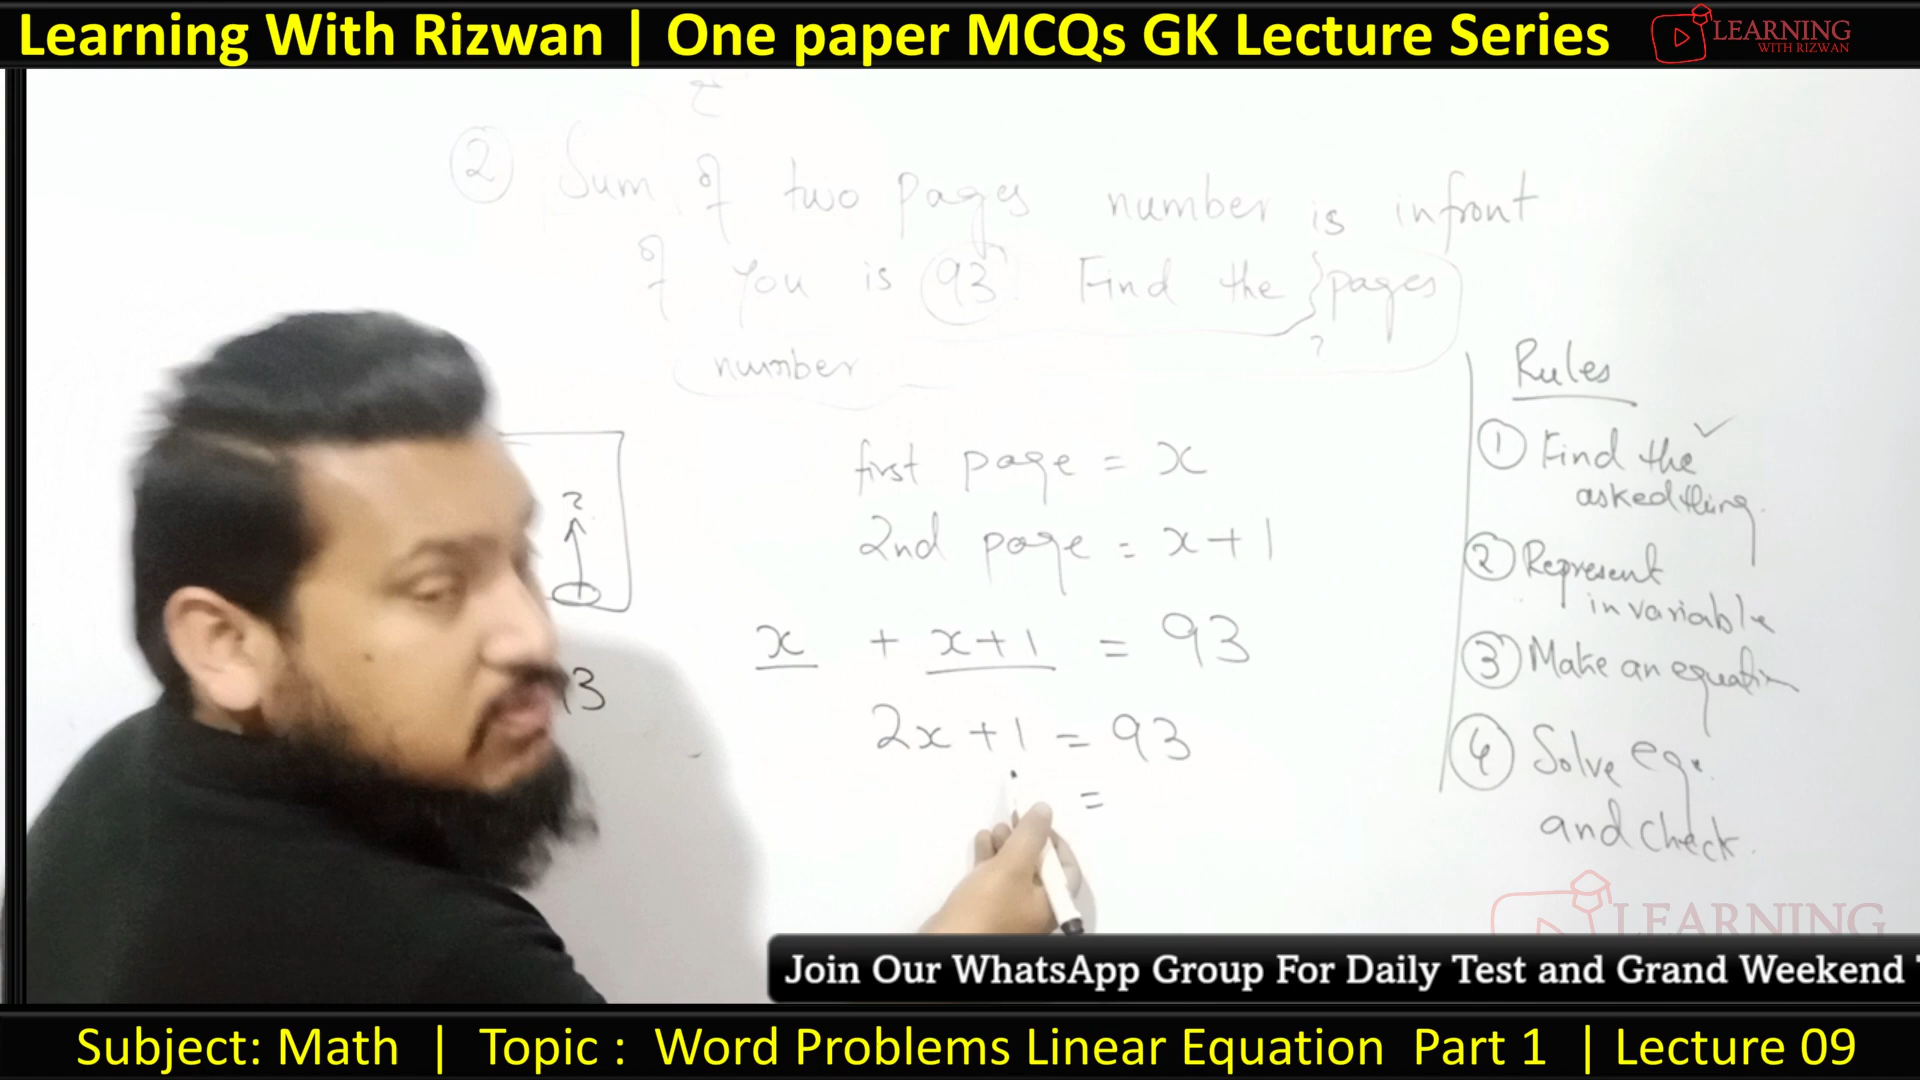 Learning With Rizwan | One paper MCQs GK Lecture Series
LEARNING
WITH RIZWAN
② Sum of two pages number is infront
of you is 93. Find the pages
?
number
first page = x
2nd page = x+1
x + x+1 = 93
2x+1 = 93
=
?
93
Rules
① Find the ✓
asked thing.
② Represent
in variable
③ Make an equation
④ Solve eqn.
and check.
LEARNING
Join Our WhatsApp Group For Daily Test and Grand Weekend
Subject: Math | Topic : Word Problems Linear Equation Part 1 | Lecture 09